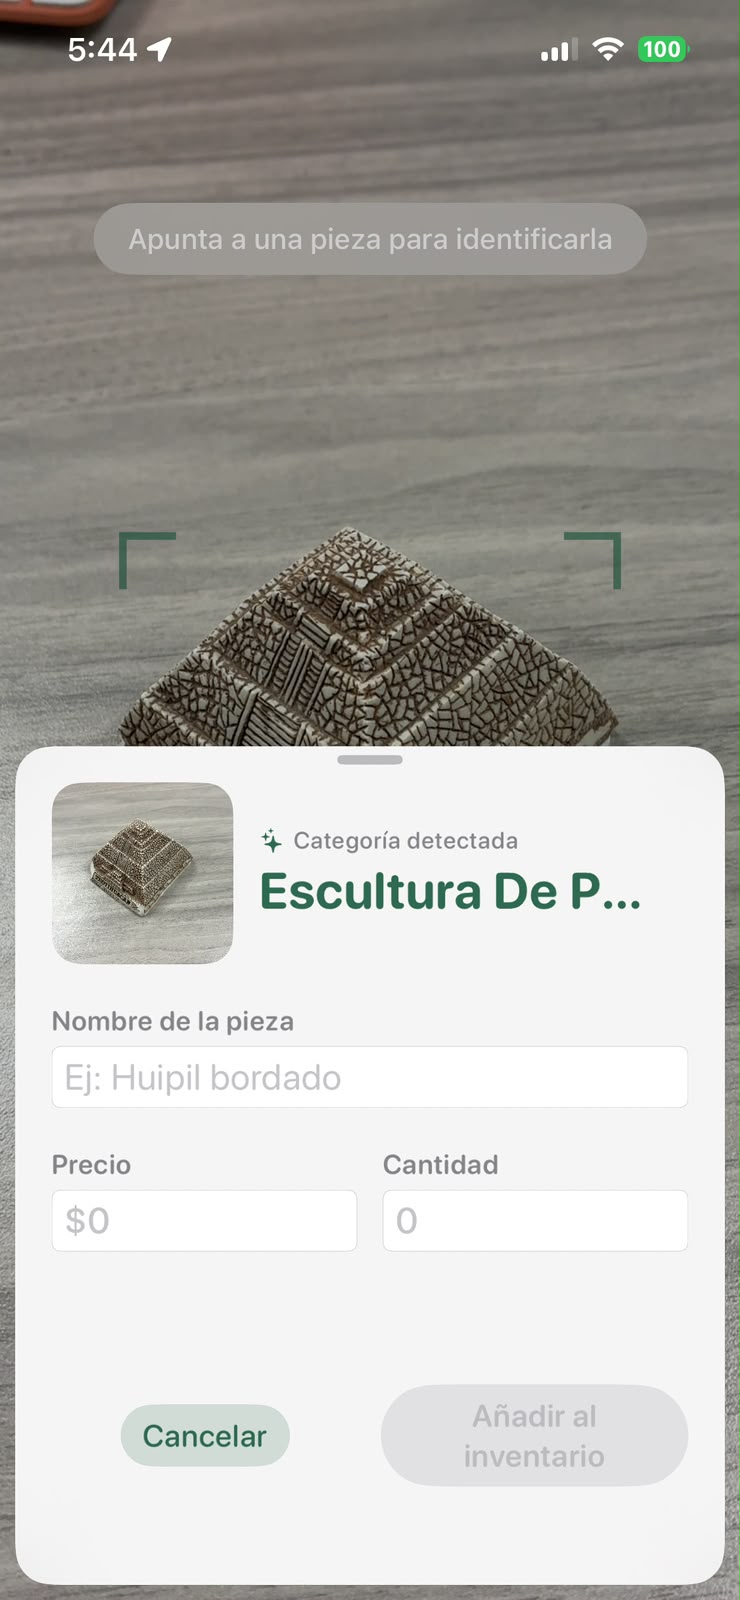 5:44
100
Apunta a una pieza para identificarla
Categoría detectada
Escultura De P...
Nombre de la pieza
Ej: Huipil bordado
Precio
Cantidad
$0
0
Cancelar
Añadir al
inventario